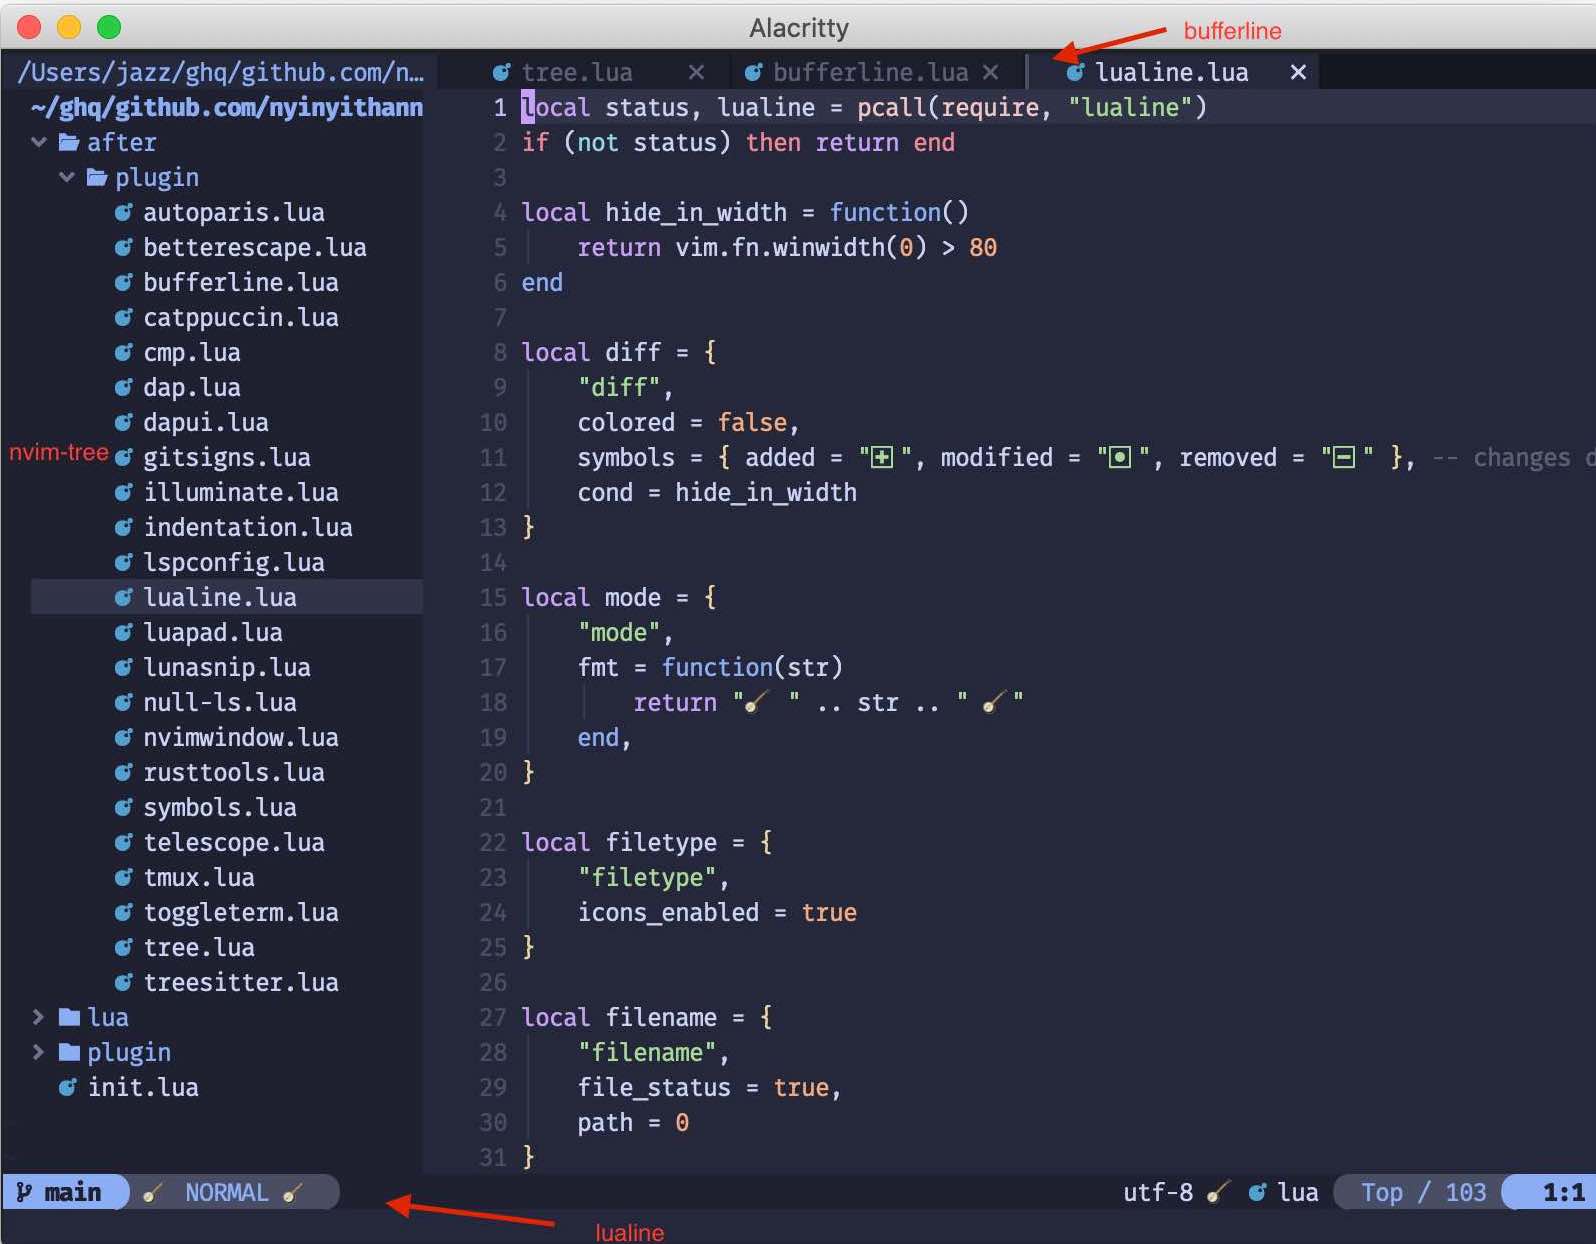 Alacritty
bufferline
/Users/jazz/ghq/github.com/n…
tree.lua ✕ bufferline.lua ✕ lualine.lua ✕
~/ghq/github.com/nyinyithann
after
plugin
autoparis.lua
betterescape.lua
bufferline.lua
catppuccin.lua
cmp.lua
dap.lua
dapui.lua
nvim-tree
gitsigns.lua
illuminate.lua
indentation.lua
lspconfig.lua
lualine.lua
luapad.lua
lunasnip.lua
null-ls.lua
nvimwindow.lua
rusttools.lua
symbols.lua
telescope.lua
tmux.lua
toggleterm.lua
tree.lua
treesitter.lua
lua
plugin
init.lua
1 local status, lualine = pcall(require, "lualine")
2 if (not status) then return end
3
4 local hide_in_width = function()
5 return vim.fn.winwidth(0) > 80
6 end
7
8 local diff = {
9 "diff",
10 colored = false,
11 symbols = { added = "🞣 ", modified = "▣ ", removed = "⊟ " }, -- changes
12 cond = hide_in_width
13 }
14
15 local mode = {
16 "mode",
17 fmt = function(str)
18 return "🪕 " .. str .. " 🪕"
19 end,
20 }
21
22 local filetype = {
23 "filetype",
24 icons_enabled = true
25 }
26
27 local filename = {
28 "filename",
29 file_status = true,
30 path = 0
31 }
main 🪕 NORMAL 🪕 utf-8 🪕 lua Top / 103 1:1
lualine